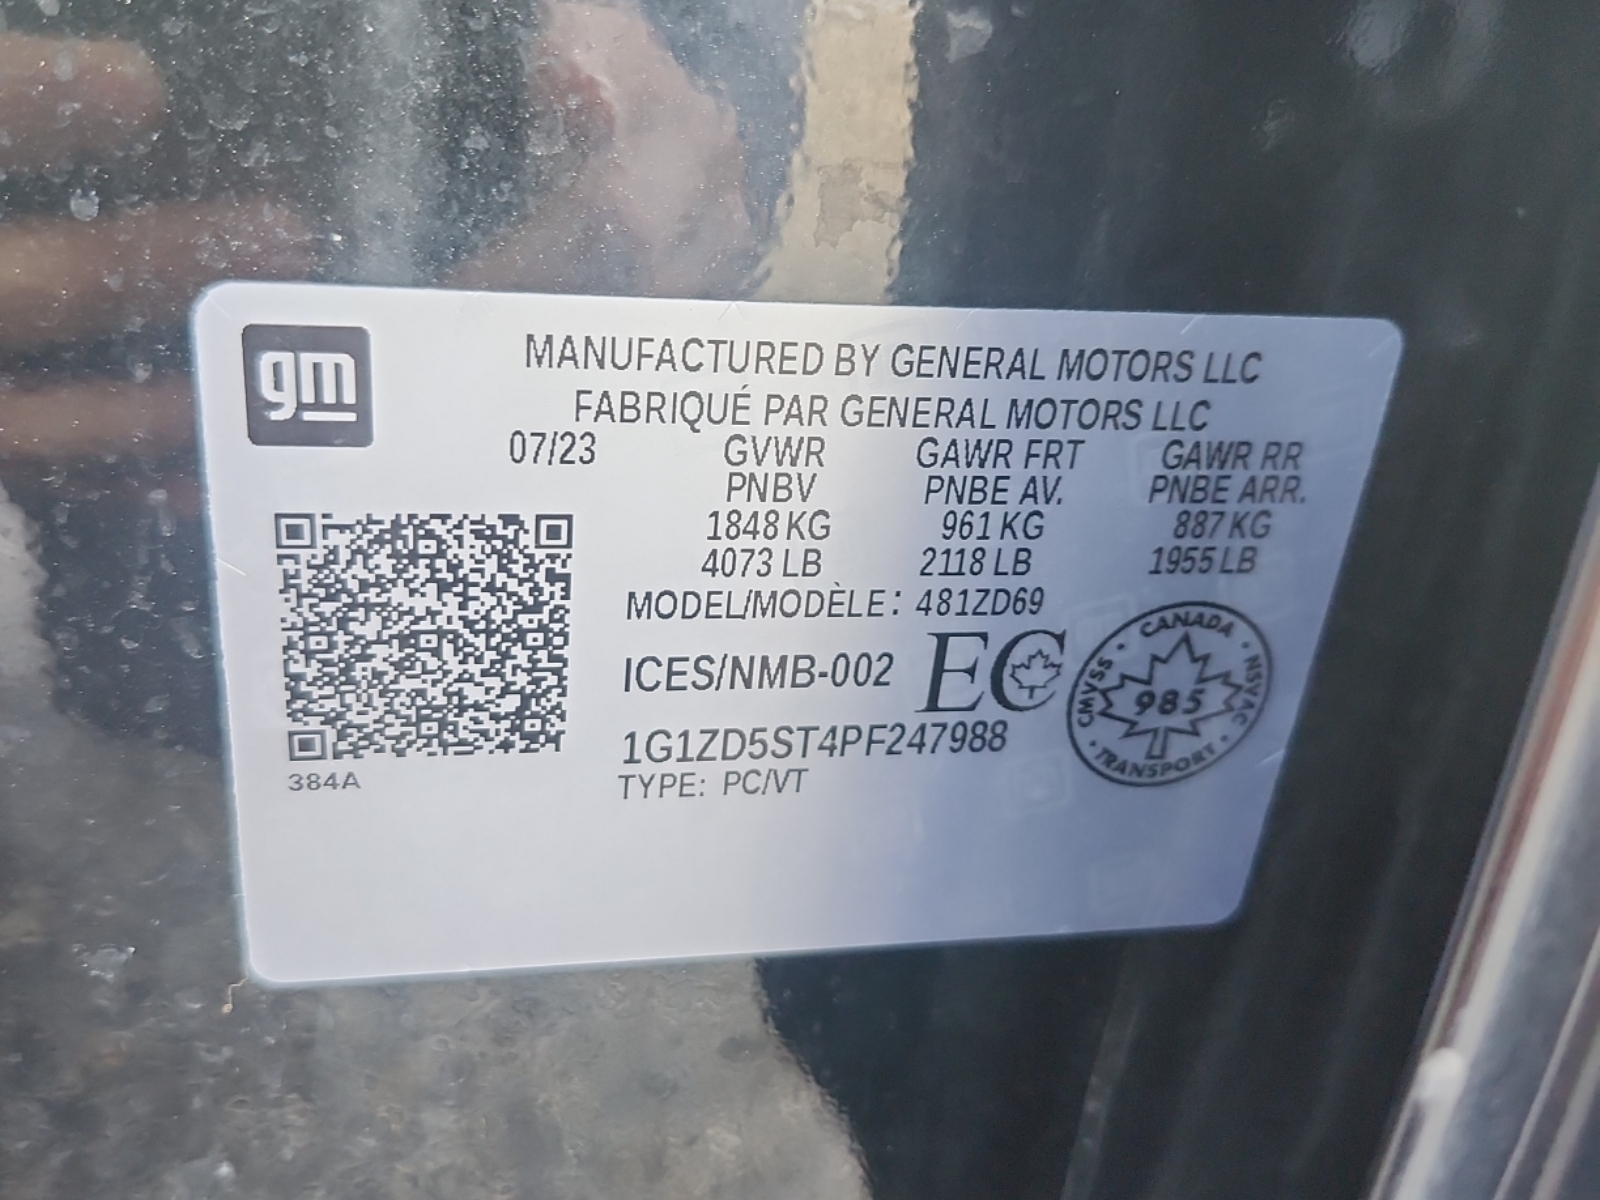 gm
MANUFACTURED BY GENERAL MOTORS LLC
FABRIQUÉ PAR GENERAL MOTORS LLC
07/23 GVWR GAWR FRT GAWR RR
PNBV PNBE AV. PNBE ARR.
1848 KG 961 KG 887 KG
4073 LB 2118 LB 1955 LB
MODEL/MODÈLE: 481ZD69
ICES/NMB-002 EC
CANADA
CMVSS 985 NSVAC
TRANSPORT
1G1ZD5ST4PF247988
384A TYPE: PC/VT